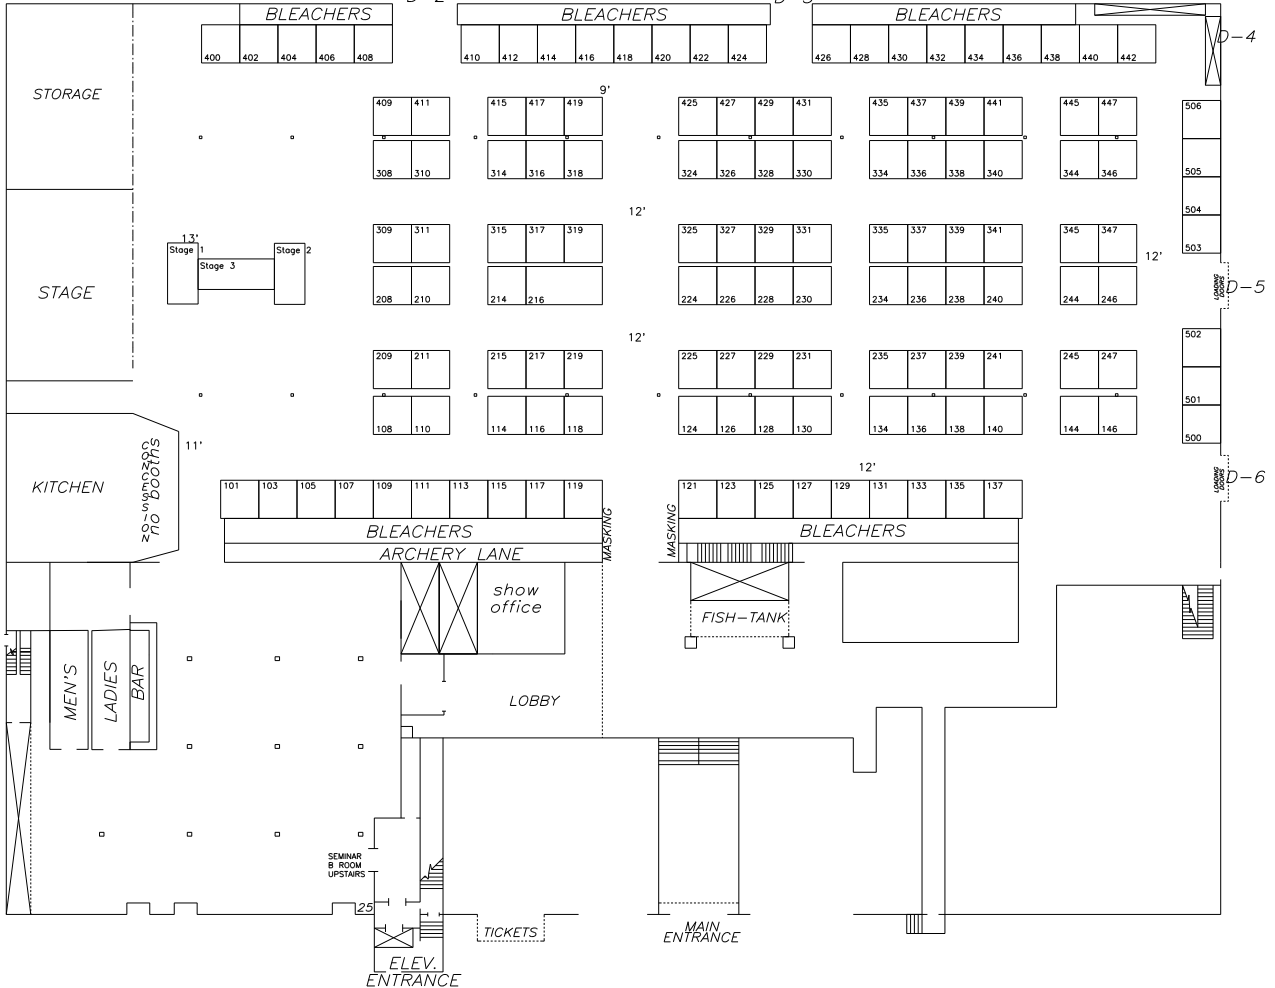 BLEACHERS BLEACHERS BLEACHERS
D-4
400 402 404 406 408 410 412 414 416 418 420 422 424 426 428 430 432 434 436 438 440 442
STORAGE
9'
409 411 415 417 419 425 427 429 431 435 437 439 441 445 447 506
308 310 314 316 318 324 326 328 330 334 336 338 340 344 346 505
504
12'
309 311 315 317 319 325 327 329 331 335 337 339 341 345 347
13'
Stage 1 Stage 2
503
12'
Stage 3
STAGE
LOADING
DOORS
D-5
208 210 214 216 224 226 228 230 234 236 238 240 244 246
12'
502
209 211 215 217 219 225 227 229 231 235 237 239 241 245 247
501
108 110 114 116 118 124 126 128 130 134 136 138 140 144 146
500
11'
CONCESSION
no booths
KITCHEN
12'
LOADING
DOORS
D-6
101 103 105 107 109 111 113 115 117 119 121 123 125 127 129 131 133 135 137
BLEACHERS
MASKING
MASKING
BLEACHERS
ARCHERY LANE
show
office
FISH-TANK
MEN'S
LADIES
BAR
LOBBY
SEMINAR
B ROOM
UPSTAIRS
25
TICKETS
MAIN
ENTRANCE
ELEV.
ENTRANCE